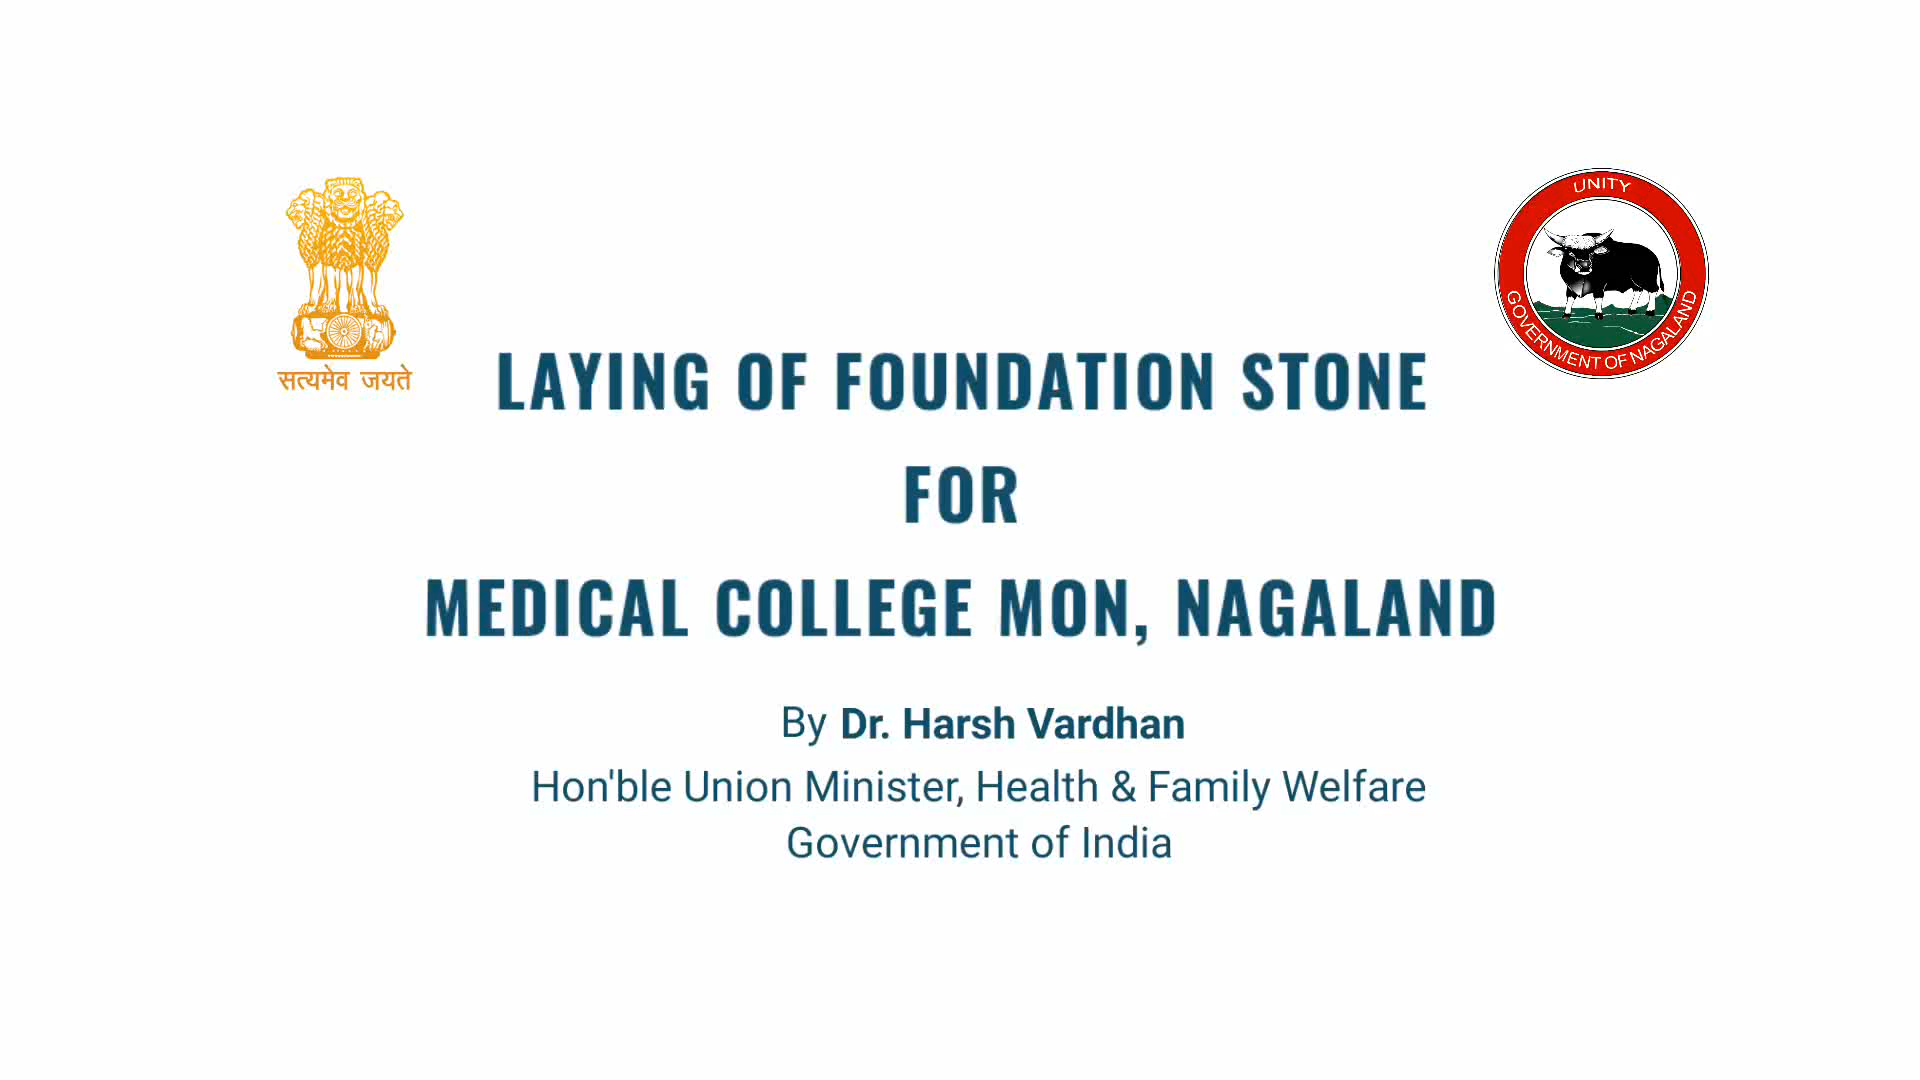 सत्यमेव जयते
UNITY
GOVERNMENT OF NAGALAND
LAYING OF FOUNDATION STONE
FOR
MEDICAL COLLEGE MON, NAGALAND
By Dr. Harsh Vardhan
Hon'ble Union Minister, Health & Family Welfare
Government of India